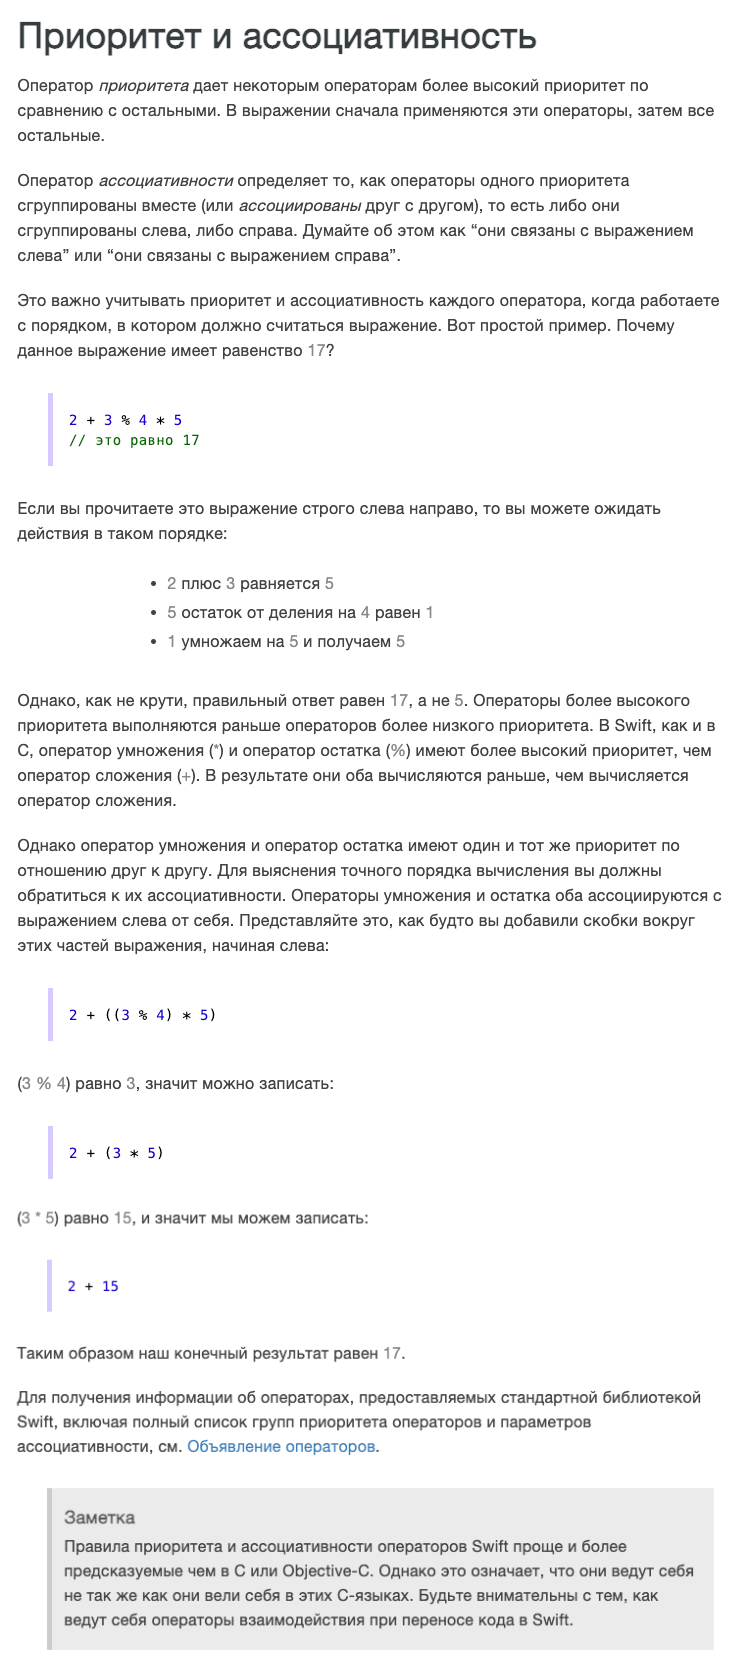 Приоритет и ассоциативность
Оператор приоритета дает некоторым операторам более высокий приоритет по
сравнению с остальными. В выражении сначала применяются эти операторы, затем все
остальные.
Оператор ассоциативности определяет то, как операторы одного приоритета
сгруппированы вместе (или ассоциированы друг с другом), то есть либо они
сгруппированы слева, либо справа. Думайте об этом как “они связаны с выражением
слева” или “они связаны с выражением справа”.
Это важно учитывать приоритет и ассоциативность каждого оператора, когда работаете
с порядком, в котором должно считаться выражение. Вот простой пример. Почему
данное выражение имеет равенство 17?
2 + 3 % 4 * 5
// это равно 17
Если вы прочитаете это выражение строго слева направо, то вы можете ожидать
действия в таком порядке:
• 2 плюс 3 равняется 5
• 5 остаток от деления на 4 равен 1
• 1 умножаем на 5 и получаем 5
Однако, как не крути, правильный ответ равен 17, а не 5. Операторы более высокого
приоритета выполняются раньше операторов более низкого приоритета. В Swift, как и в
C, оператор умножения (*) и оператор остатка (%) имеют более высокий приоритет, чем
оператор сложения (+). В результате они оба вычисляются раньше, чем вычисляется
оператор сложения.
Однако оператор умножения и оператор остатка имеют один и тот же приоритет по
отношению друг к другу. Для выяснения точного порядка вычисления вы должны
обратиться к их ассоциативности. Операторы умножения и остатка оба ассоциируются с
выражением слева от себя. Представляйте это, как будто вы добавили скобки вокруг
этих частей выражения, начиная слева:
2 + ((3 % 4) * 5)
(3 % 4) равно 3, значит можно записать:
2 + (3 * 5)
(3 * 5) равно 15, и значит мы можем записать:
2 + 15
Таким образом наш конечный результат равен 17.
Для получения информации об операторах, предоставляемых стандартной библиотекой
Swift, включая полный список групп приоритета операторов и параметров
ассоциативности, см. Объявление операторов.
Заметка
Правила приоритета и ассоциативности операторов Swift проще и более
предсказуемые чем в C или Objective-C. Однако это означает, что они ведут себя
не так же как они вели себя в этих C-языках. Будьте внимательны с тем, как
ведут себя операторы взаимодействия при переносе кода в Swift.